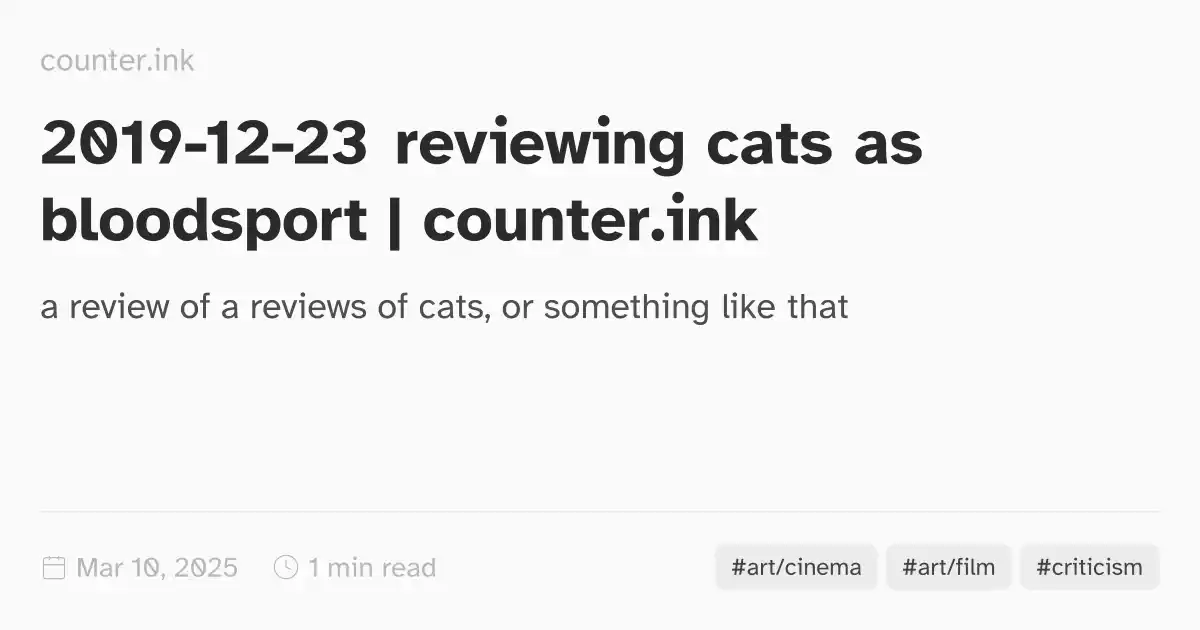 counter.ink
2019-12-23 reviewing cats as
bloodsport | counter.ink
a review of a reviews of cats, or something like that
Mar 10, 2025 1 min read #art/cinema #art/film #criticism